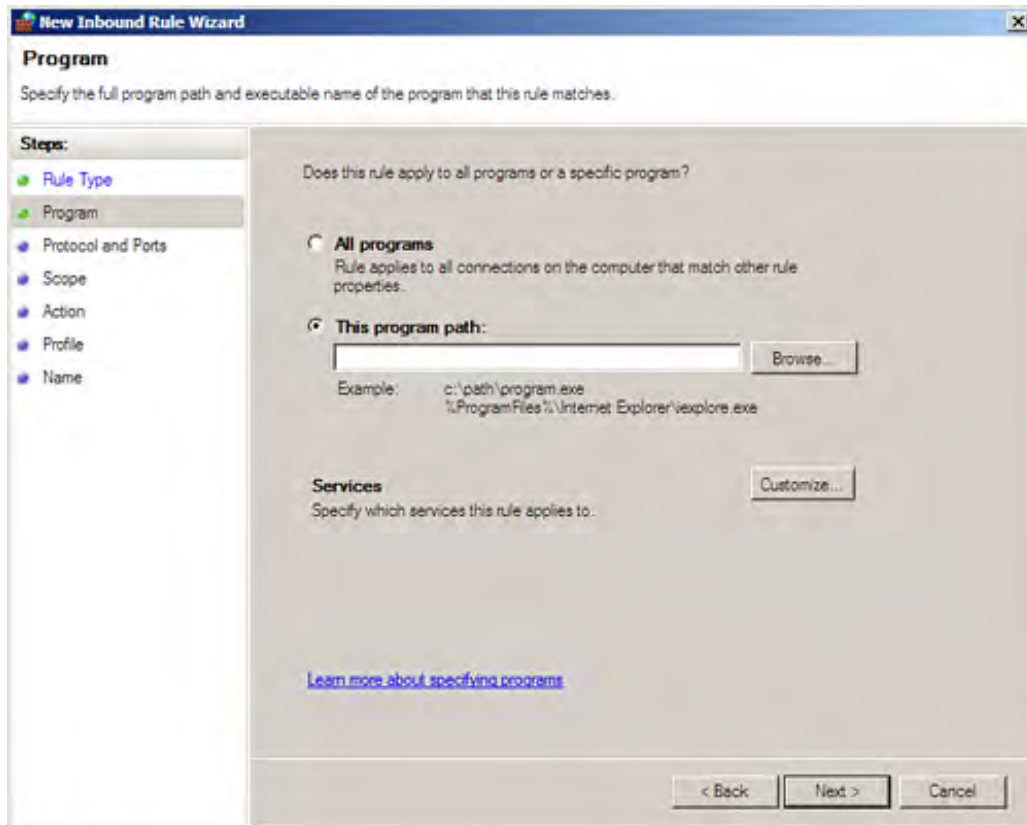 New Inbound Rule Wizard
Program
Specify the full program path and executable name of the program that this rule matches.
Steps:
Rule Type
Program
Protocol and Ports
Scope
Action
Profile
Name
Does this rule apply to all programs or a specific program?
All programs
Rule applies to all connections on the computer that match other rule
properties.
This program path:
Browse...
Example: c:\path\program.exe
%ProgramFiles%\Internet Explorer\iexplore.exe
Services
Customize...
Specify which services this rule applies to.
Learn more about specifying programs
< Back Next > Cancel